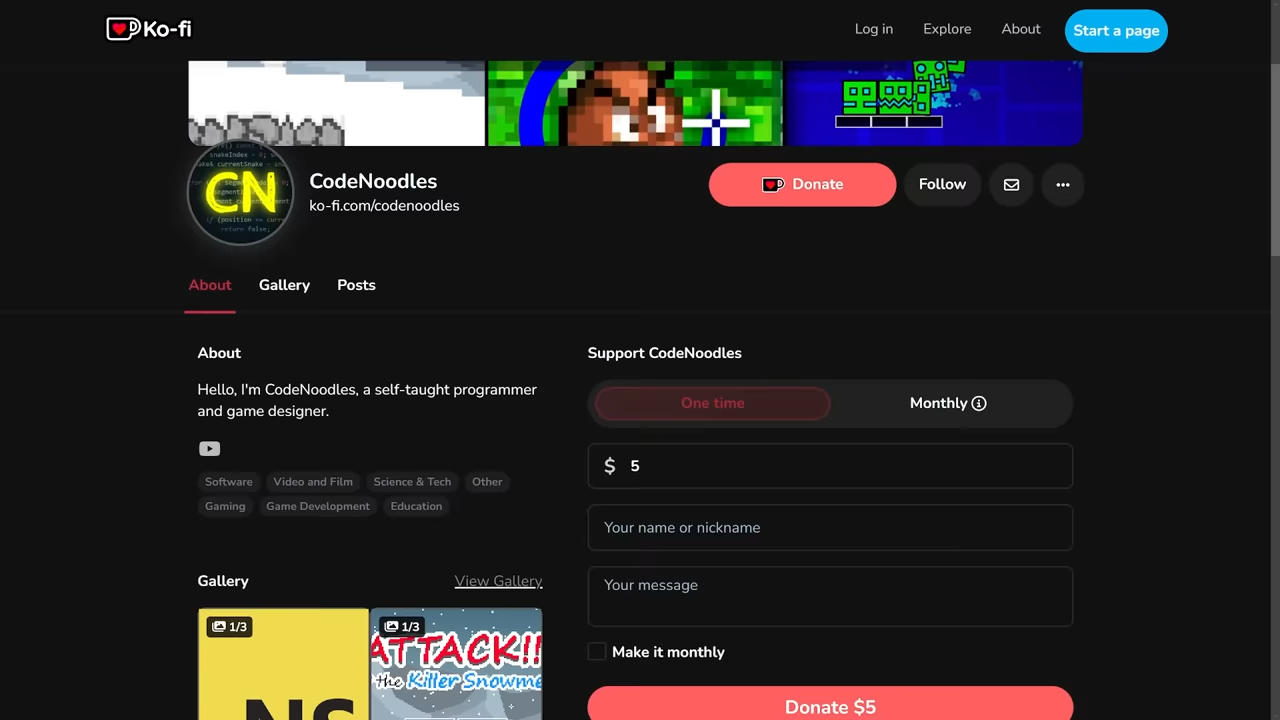 Ko-fi
Log in
Explore
About
Start a page
CN
CodeNoodles
ko-fi.com/codenoodles
Donate
Follow
About
Gallery
Posts
About
Hello, I'm CodeNoodles, a self-taught programmer
and game designer.
Software
Video and Film
Science & Tech
Other
Gaming
Game Development
Education
Gallery
View Gallery
1/3
1/3
ATTACK!!
the Killer Snowme
Support CodeNoodles
One time
Monthly
$ 5
Your name or nickname
Your message
Make it monthly
Donate $5